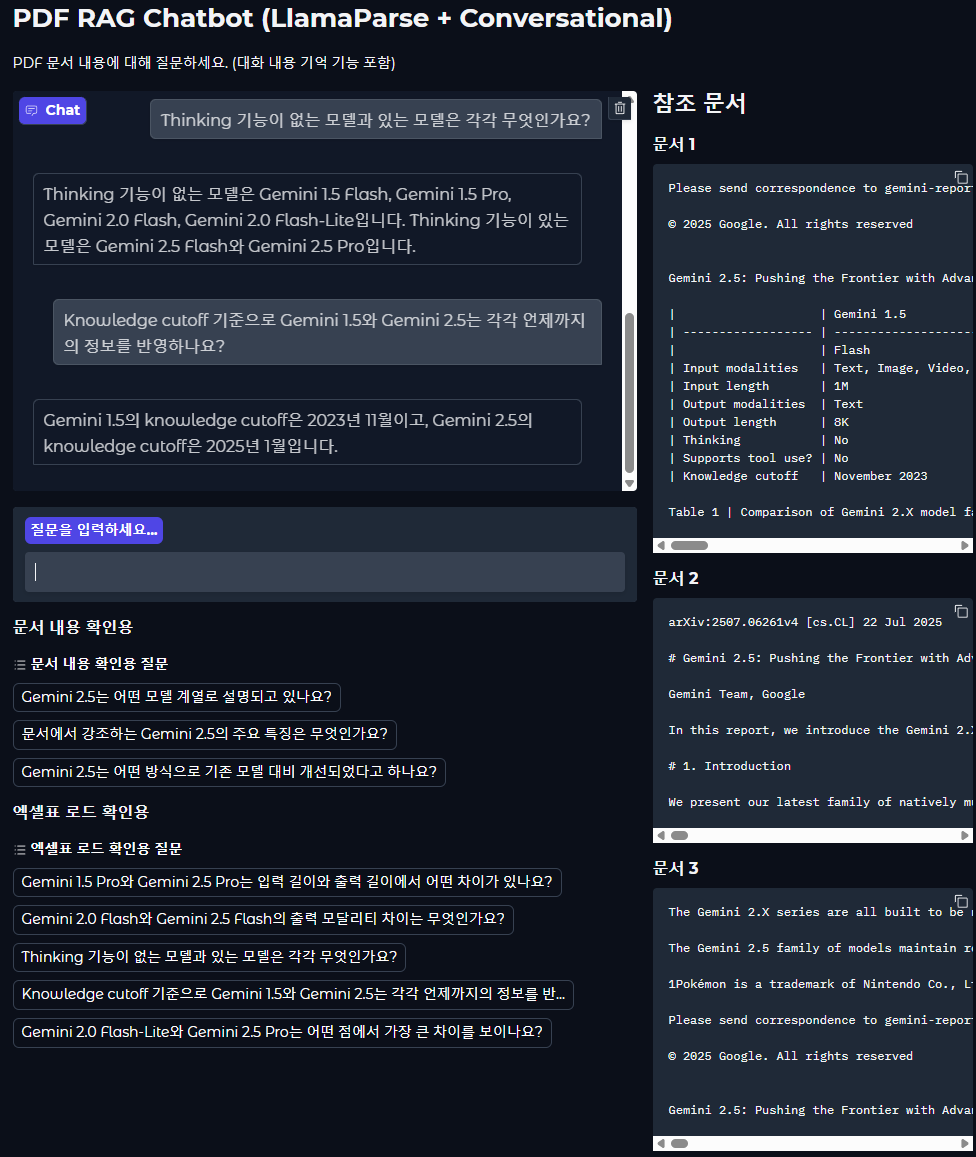 PDF RAG Chatbot (LlamaParse + Conversational)
PDF 문서 내용에 대해 질문하세요. (대화 내용 기억 기능 포함)
Chat
Thinking 기능이 없는 모델과 있는 모델은 각각 무엇인가요?
Thinking 기능이 없는 모델은 Gemini 1.5 Flash, Gemini 1.5 Pro,
Gemini 2.0 Flash, Gemini 2.0 Flash-Lite입니다. Thinking 기능이 있는
모델은 Gemini 2.5 Flash와 Gemini 2.5 Pro입니다.
Knowledge cutoff 기준으로 Gemini 1.5와 Gemini 2.5는 각각 언제까지
의 정보를 반영하나요?
Gemini 1.5의 knowledge cutoff은 2023년 11월이고, Gemini 2.5의
knowledge cutoff은 2025년 1월입니다.
질문을 입력하세요...
문서 내용 확인용
문서 내용 확인용 질문
Gemini 2.5는 어떤 모델 계열로 설명되고 있나요?
문서에서 강조하는 Gemini 2.5의 주요 특징은 무엇인가요?
Gemini 2.5는 어떤 방식으로 기존 모델 대비 개선되었다고 하나요?
엑셀표 로드 확인용
엑셀표 로드 확인용 질문
Gemini 1.5 Pro와 Gemini 2.5 Pro는 입력 길이와 출력 길이에서 어떤 차이가 있나요?
Gemini 2.0 Flash와 Gemini 2.5 Flash의 출력 모달리티 차이는 무엇인가요?
Thinking 기능이 없는 모델과 있는 모델은 각각 무엇인가요?
Knowledge cutoff 기준으로 Gemini 1.5와 Gemini 2.5는 각각 언제까지의 정보를 반...
Gemini 2.0 Flash-Lite와 Gemini 2.5 Pro는 어떤 점에서 가장 큰 차이를 보이나요?
참조 문서
문서 1
Please send correspondence to gemini-repor
© 2025 Google. All rights reserved
Gemini 2.5: Pushing the Frontier with Adva
| | Gemini 1.5
| ------------------ | -------------------
| | Flash
| Input modalities | Text, Image, Video,
| Input length | 1M
| Output modalities | Text
| Output length | 8K
| Thinking | No
| Supports tool use? | No
| Knowledge cutoff | November 2023
Table 1 | Comparison of Gemini 2.X model fa
문서 2
arXiv:2507.06261v4 [cs.CL] 22 Jul 2025
# Gemini 2.5: Pushing the Frontier with Adv
Gemini Team, Google
In this report, we introduce the Gemini 2.X
# 1. Introduction
We present our latest family of natively mu
문서 3
The Gemini 2.X series are all built to be
The Gemini 2.5 family of models maintain re
1Pokémon is a trademark of Nintendo Co., Lt
Please send correspondence to gemini-repor
© 2025 Google. All rights reserved
Gemini 2.5: Pushing the Frontier with Adva